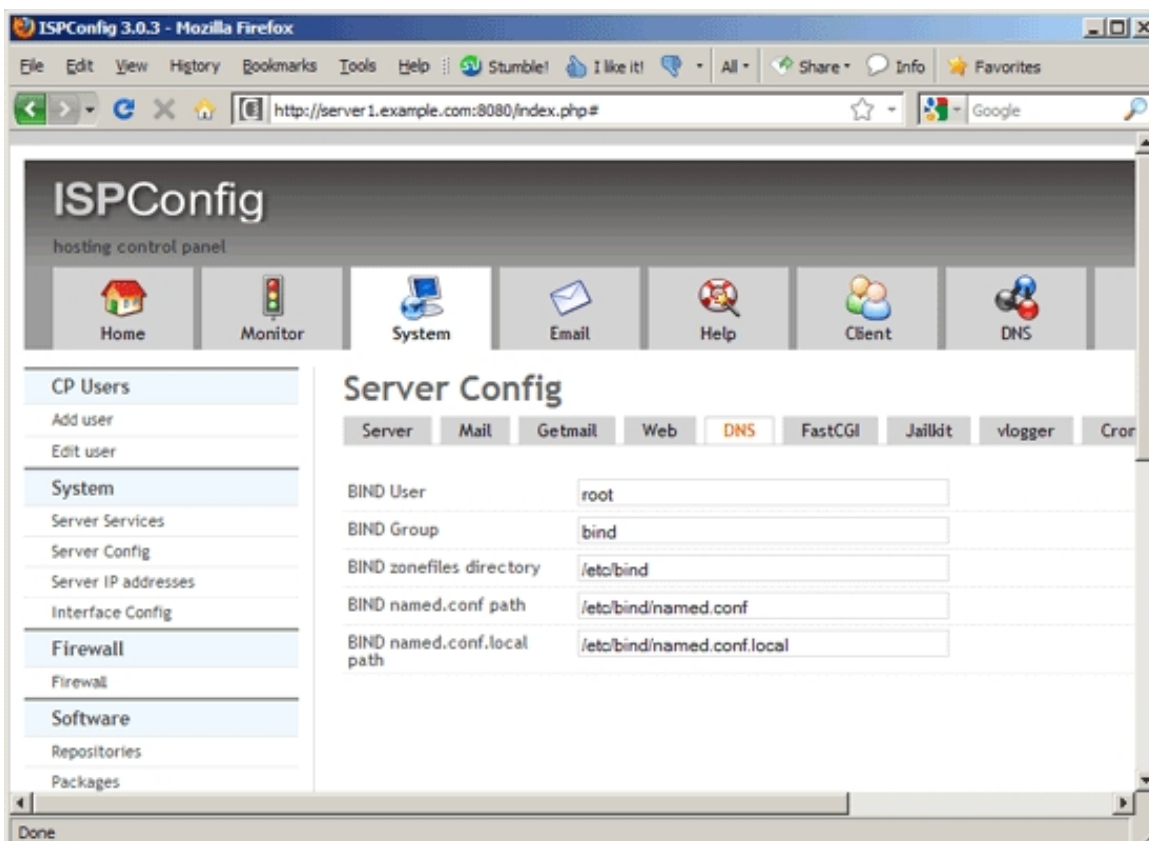 ISPConfig 3.0.3 - Mozilla Firefox
File Edit View History Bookmarks Tools Help Stumble! I like it! All Share Info Favorites
http://server1.example.com:8080/index.php# Google
ISPConfig
hosting control panel
Home Monitor System Email Help Client DNS
CP Users
Add user
Edit user
System
Server Services
Server Config
Server IP addresses
Interface Config
Firewall
Firewall
Software
Repositories
Packages
Server Config
Server Mail Getmail Web DNS FastCGI Jailkit vlogger Cron
BIND User root
BIND Group bind
BIND zonefiles directory /etc/bind
BIND named.conf path /etc/bind/named.conf
BIND named.conf.local /etc/bind/named.conf.local
path
Done